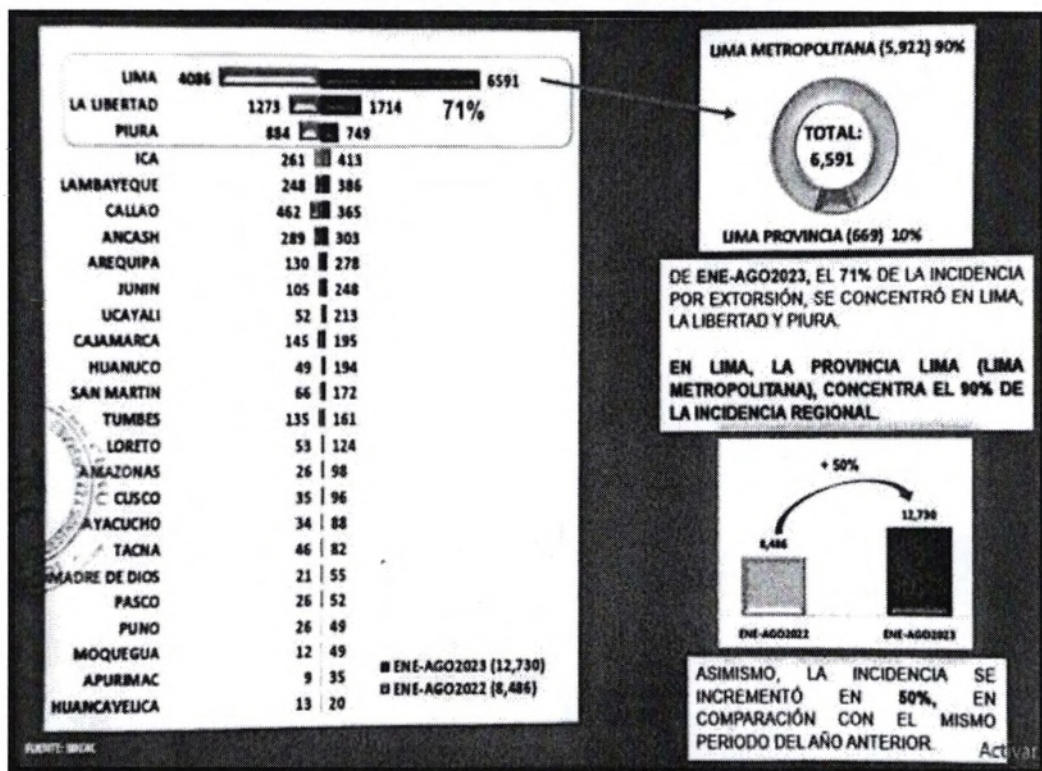 LIMA 4086 6591
LA LIBERTAD 1273 1714 71%
PIURA 884 749
ICA 261 413
LAMBAYEQUE 248 386
CALLAO 462 365
ANCASH 289 303
AREQUIPA 130 278
JUNIN 105 248
UCAYALI 52 213
CAJAMARCA 145 195
HUANUCO 49 194
SAN MARTIN 66 172
TUMBES 135 161
LORETO 53 124
AMAZONAS 26 98
CUSCO 35 96
AYACUCHO 34 88
TACNA 46 82
MADRE DE DIOS 21 55
PASCO 26 52
PUNO 26 49
MOQUEGUA 12 49
APURIMAC 9 35
HUANCAVELICA 13 20
ENE-AGO2023 (12,730)
ENE-AGO2022 (8,486)
FUENTE:
LIMA METROPOLITANA (5,922) 90%
TOTAL:
6,591
LIMA PROVINCIA (669) 10%
DE ENE-AGO2023, EL 71% DE LA INCIDENCIA
POR EXTORSIÓN, SE CONCENTRÓ EN LIMA,
LA LIBERTAD Y PIURA.
EN LIMA, LA PROVINCIA LIMA (LIMA
METROPOLITANA), CONCENTRA EL 90% DE
LA INCIDENCIA REGIONAL.
+ 50%
8,486
12,730
ENE-AGO2022
ENE-AGO2023
ASIMISMO, LA INCIDENCIA SE
INCREMENTÓ EN 50%, EN
COMPARACIÓN CON EL MISMO
PERIODO DEL AÑO ANTERIOR.
Activar